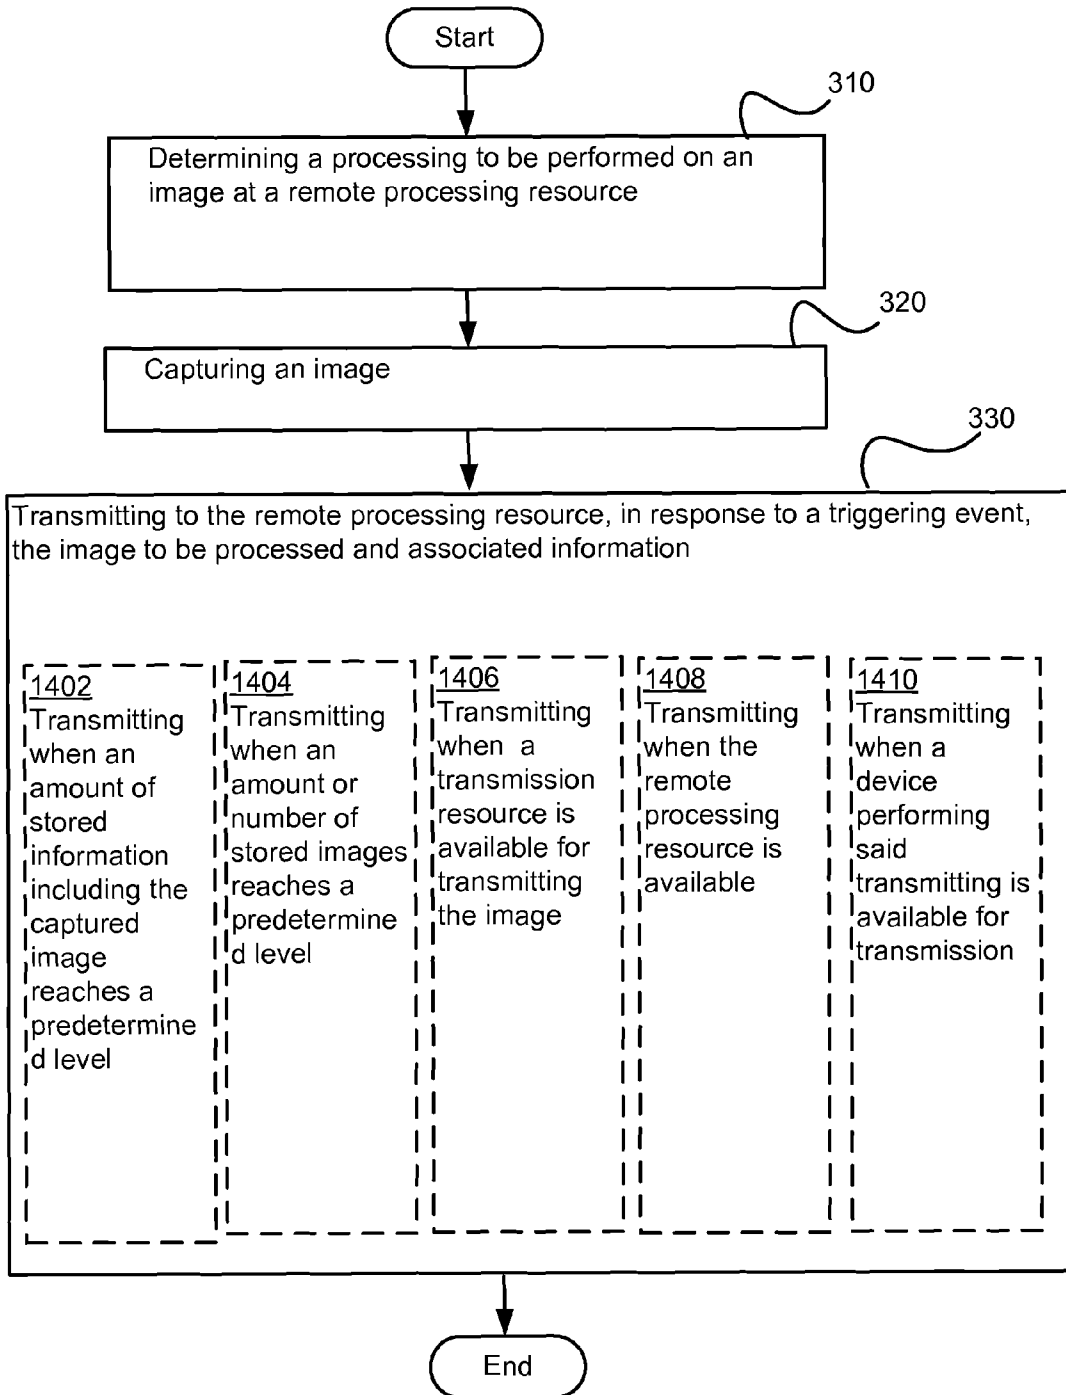 Start
310
Determining a processing to be performed on an
image at a remote processing resource
320
Capturing an image
330
Transmitting to the remote processing resource, in response to a triggering event,
the image to be processed and associated information
1402
Transmitting
when an
amount of
stored
information
including the
captured
image
reaches a
predetermine
d level
1404
Transmitting
when an
amount or
number of
stored images
reaches a
predetermine
d level
1406
Transmitting
when a
transmission
resource is
available for
transmitting
the image
1408
Transmitting
when the
remote
processing
resource is
available
1410
Transmitting
when a
device
performing
said
transmitting is
available for
transmission
End